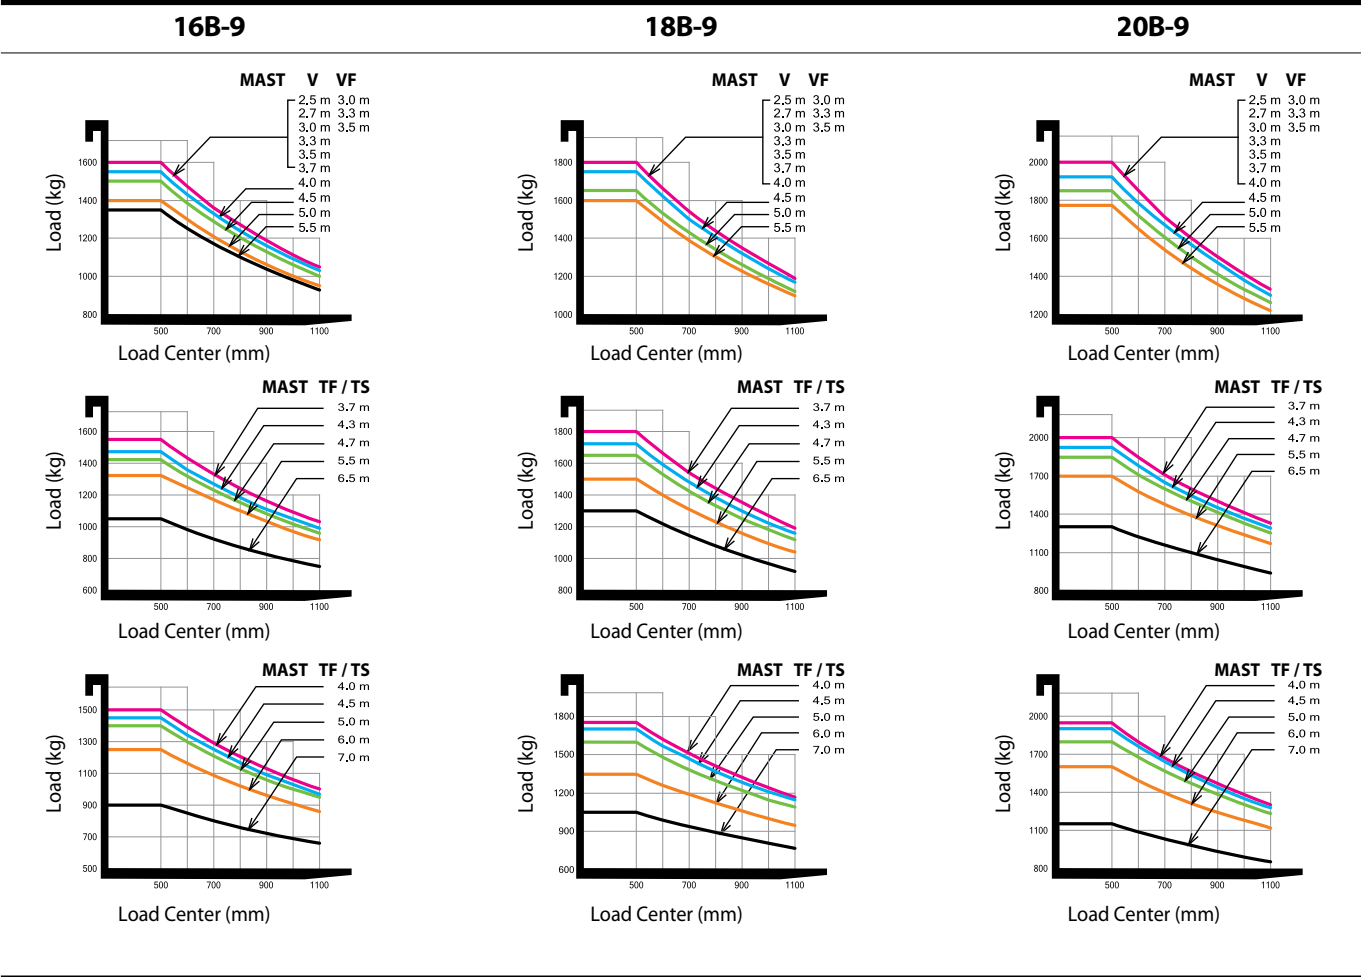 16B-9 18B-9 20B-9
MAST V VF
2.5 m 3.0 m
2.7 m 3.3 m
3.0 m 3.5 m
3.3 m
3.5 m
3.7 m
4.0 m
4.5 m
5.0 m
5.5 m
Load (kg)
1600
1400
1200
1000
800
500 700 900 1100
Load Center (mm)
MAST V VF
2.5 m 3.0 m
2.7 m 3.3 m
3.0 m 3.5 m
3.3 m
3.5 m
3.7 m
4.0 m
4.5 m
5.0 m
5.5 m
Load (kg)
1800
1600
1400
1200
1000
500 700 900 1100
Load Center (mm)
MAST V VF
2.5 m 3.0 m
2.7 m 3.3 m
3.0 m 3.5 m
3.3 m
3.5 m
3.7 m
4.0 m
4.5 m
5.0 m
5.5 m
Load (kg)
2000
1800
1600
1400
1200
500 700 900 1100
Load Center (mm)
MAST TF / TS
3.7 m
4.3 m
4.7 m
5.5 m
6.5 m
Load (kg)
1600
1400
1200
1000
800
600
500 700 900 1100
Load Center (mm)
MAST TF / TS
3.7 m
4.3 m
4.7 m
5.5 m
6.5 m
Load (kg)
1800
1600
1400
1200
1000
800
500 700 900 1100
Load Center (mm)
MAST TF / TS
3.7 m
4.3 m
4.7 m
5.5 m
6.5 m
Load (kg)
2000
1700
1400
1100
800
500 700 900 1100
Load Center (mm)
MAST TF / TS
4.0 m
4.5 m
5.0 m
6.0 m
7.0 m
Load (kg)
1500
1300
1100
900
700
500
500 700 900 1100
Load Center (mm)
MAST TF / TS
4.0 m
4.5 m
5.0 m
6.0 m
7.0 m
Load (kg)
1800
1500
1200
900
600
500 700 900 1100
Load Center (mm)
MAST TF / TS
4.0 m
4.5 m
5.0 m
6.0 m
7.0 m
Load (kg)
2000
1700
1400
1100
800
500 700 900 1100
Load Center (mm)